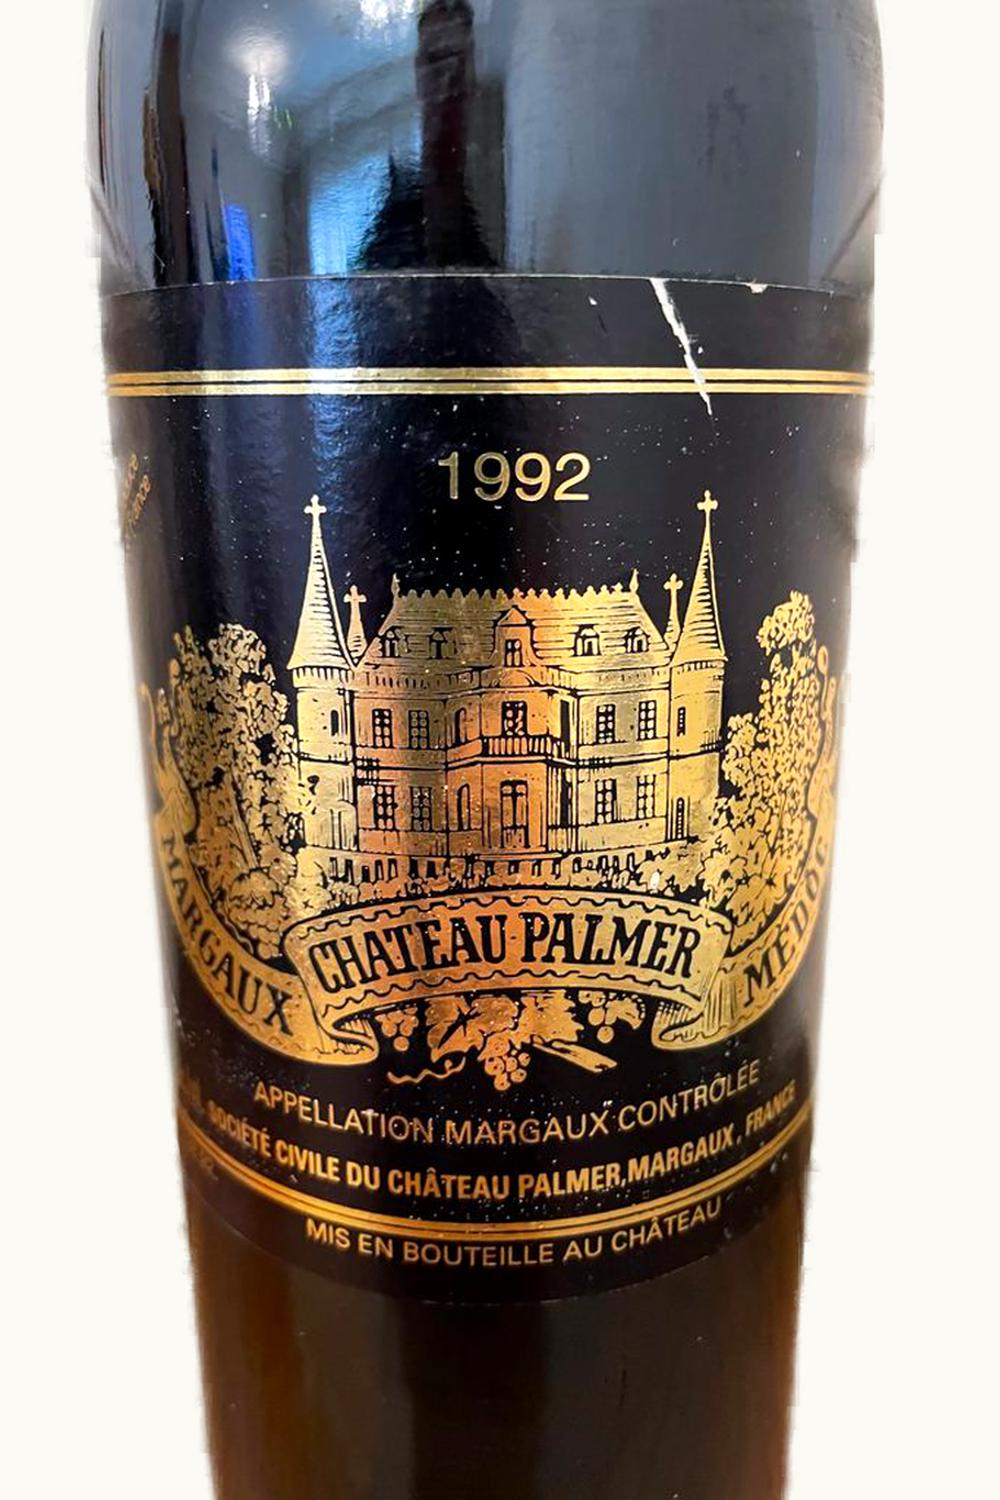 1992
MARGAUX
CHATEAU PALMER
MÉDOC
APPELLATION MARGAUX CONTRÔLÉE
SOCIÉTÉ CIVILE DU CHÂTEAU PALMER, MARGAUX, FRANCE
MIS EN BOUTEILLE AU CHÂTEAU